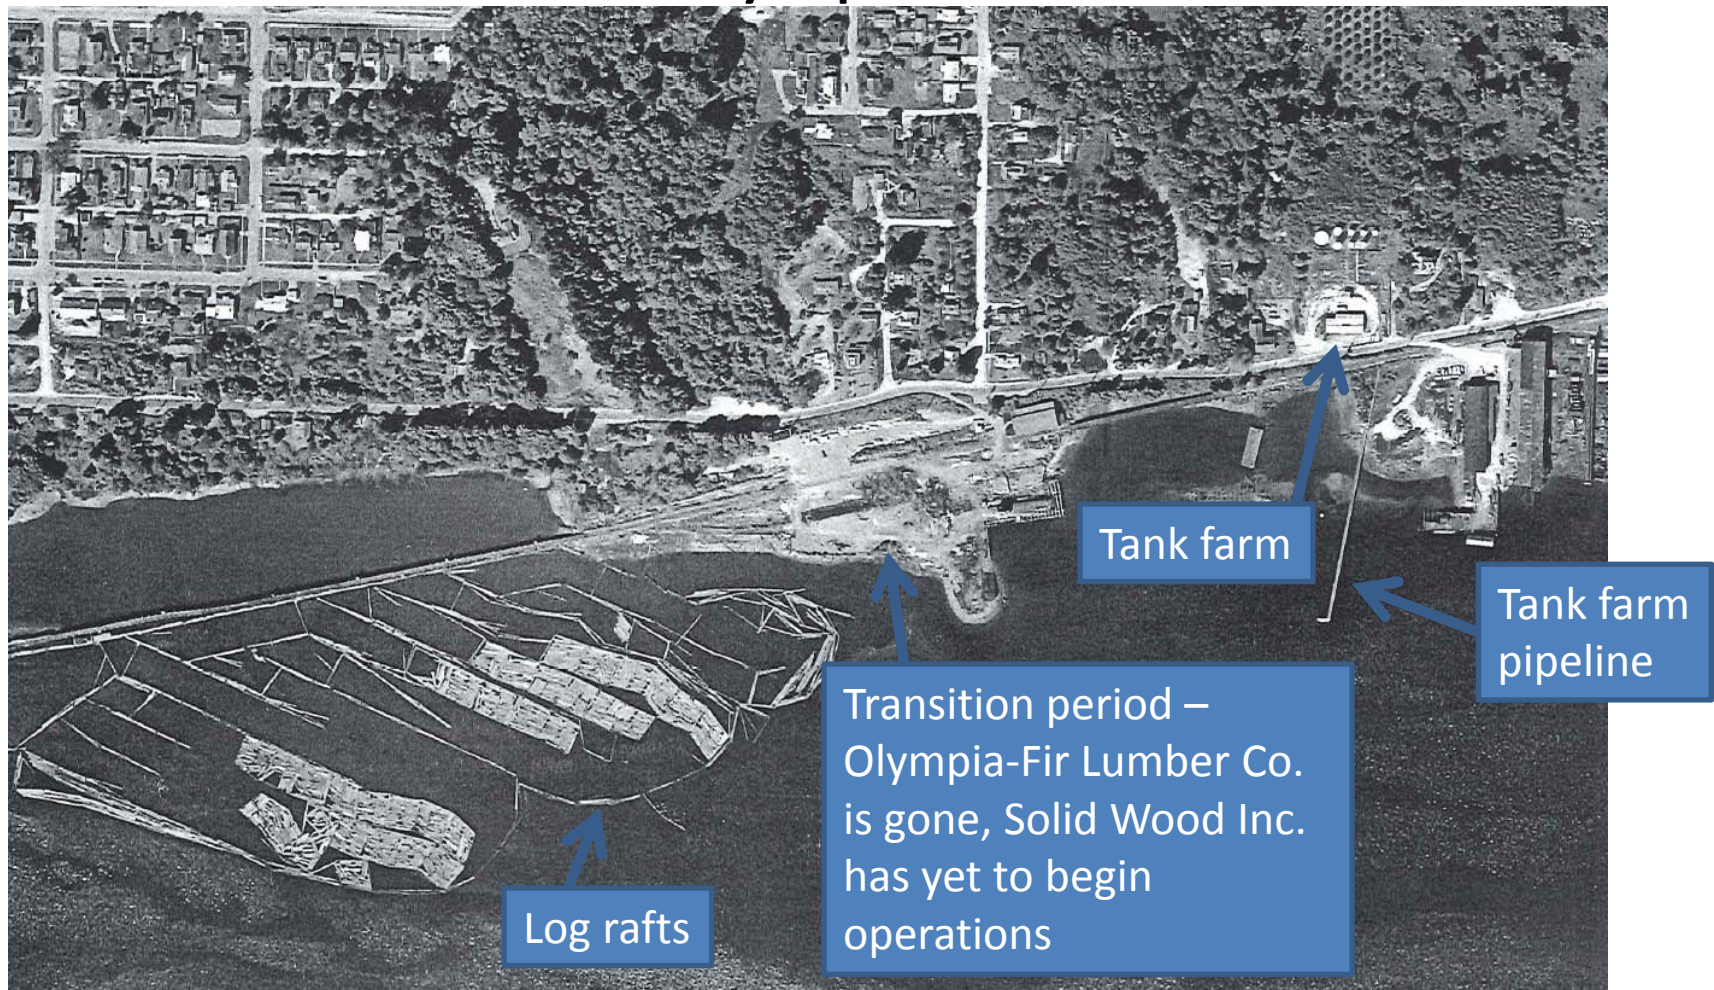 Tank farm
Tank farm
pipeline
Transition period –
Olympia-Fir Lumber Co.
is gone, Solid Wood Inc.
has yet to begin
operations
Log rafts